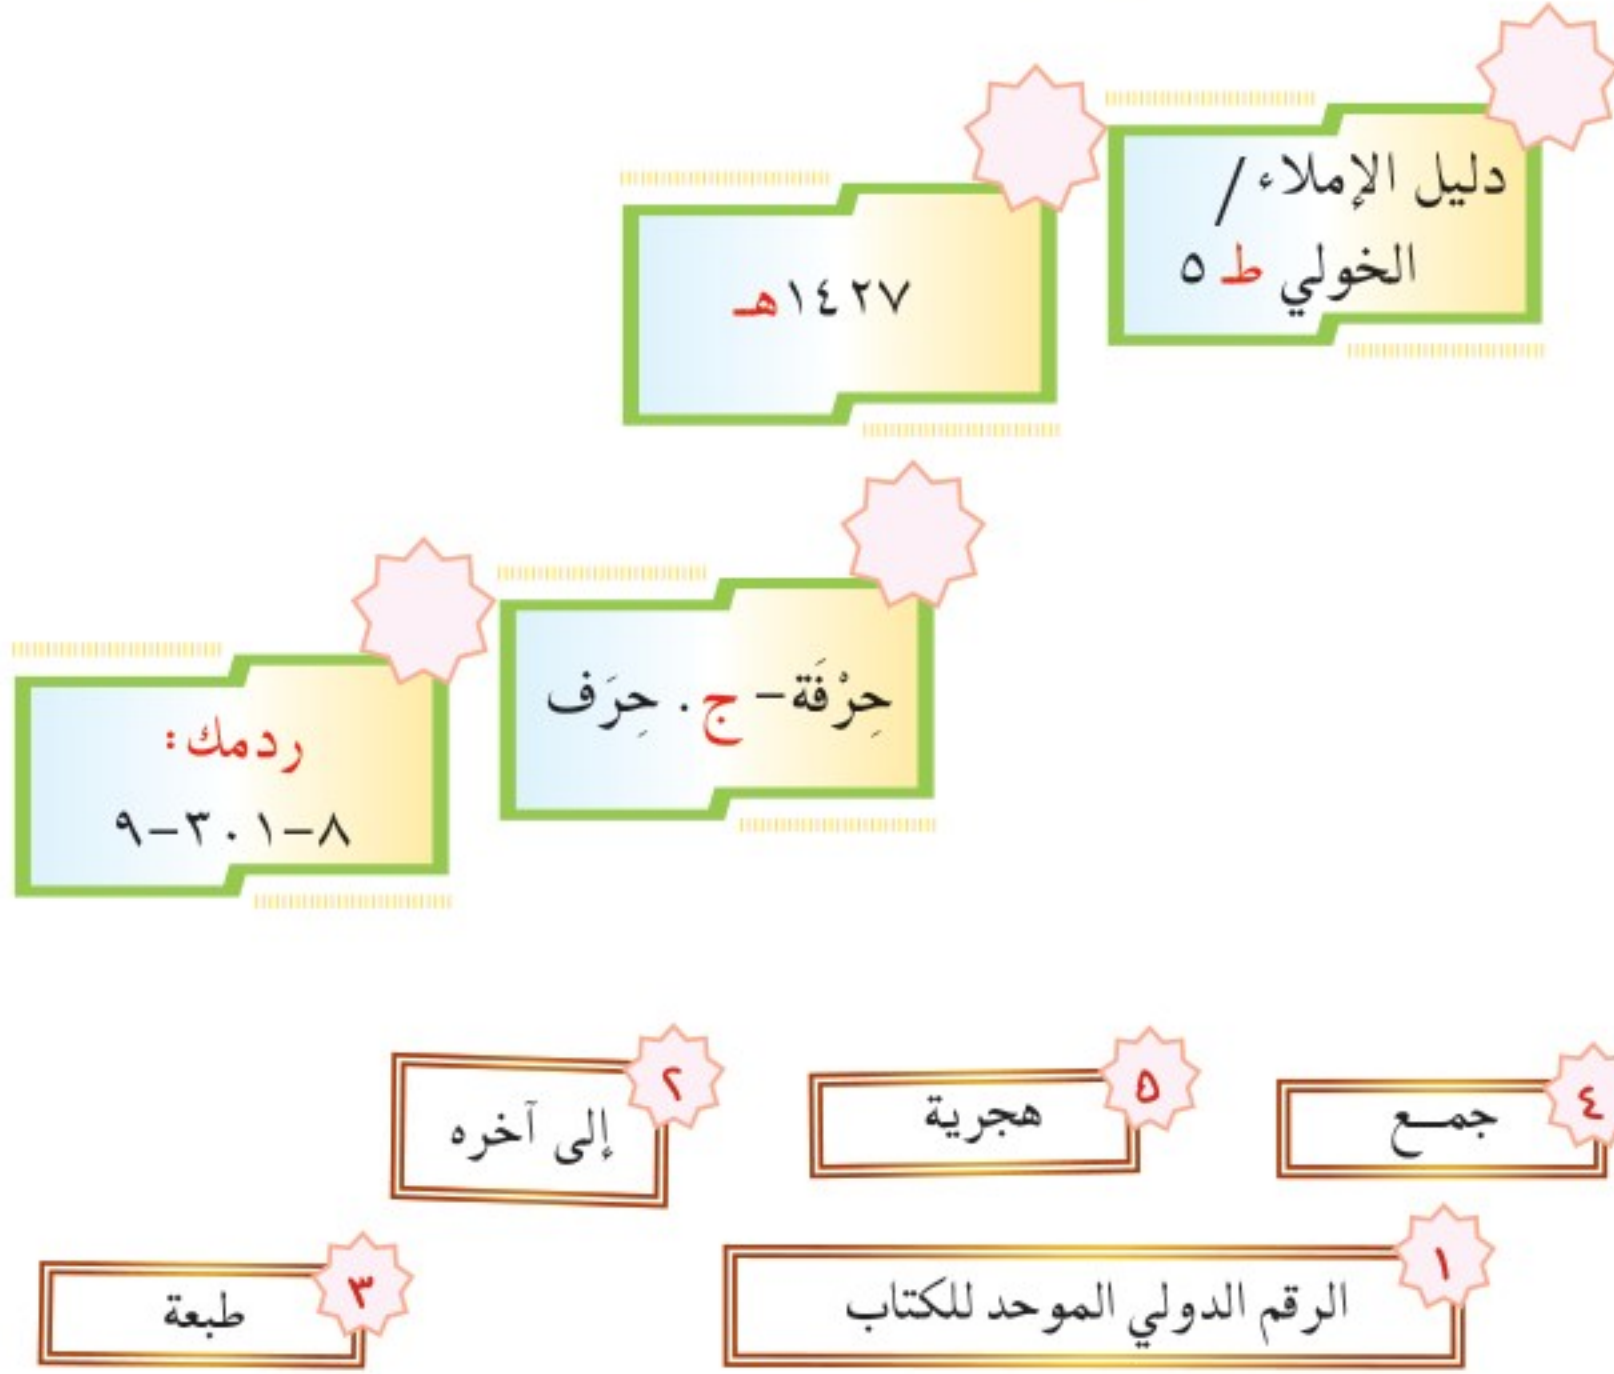 دليل الإملاء /
الخولي ط ٥
١٤٢٧هـ
حِرْفَة - ج . حِرَف
ردمك :
٨-٣٠١-٩
٤
جمـع
٥
هجرية
٢
إلى آخره
١
الرقم الدولي الموحد للكتاب
٣
طبعة